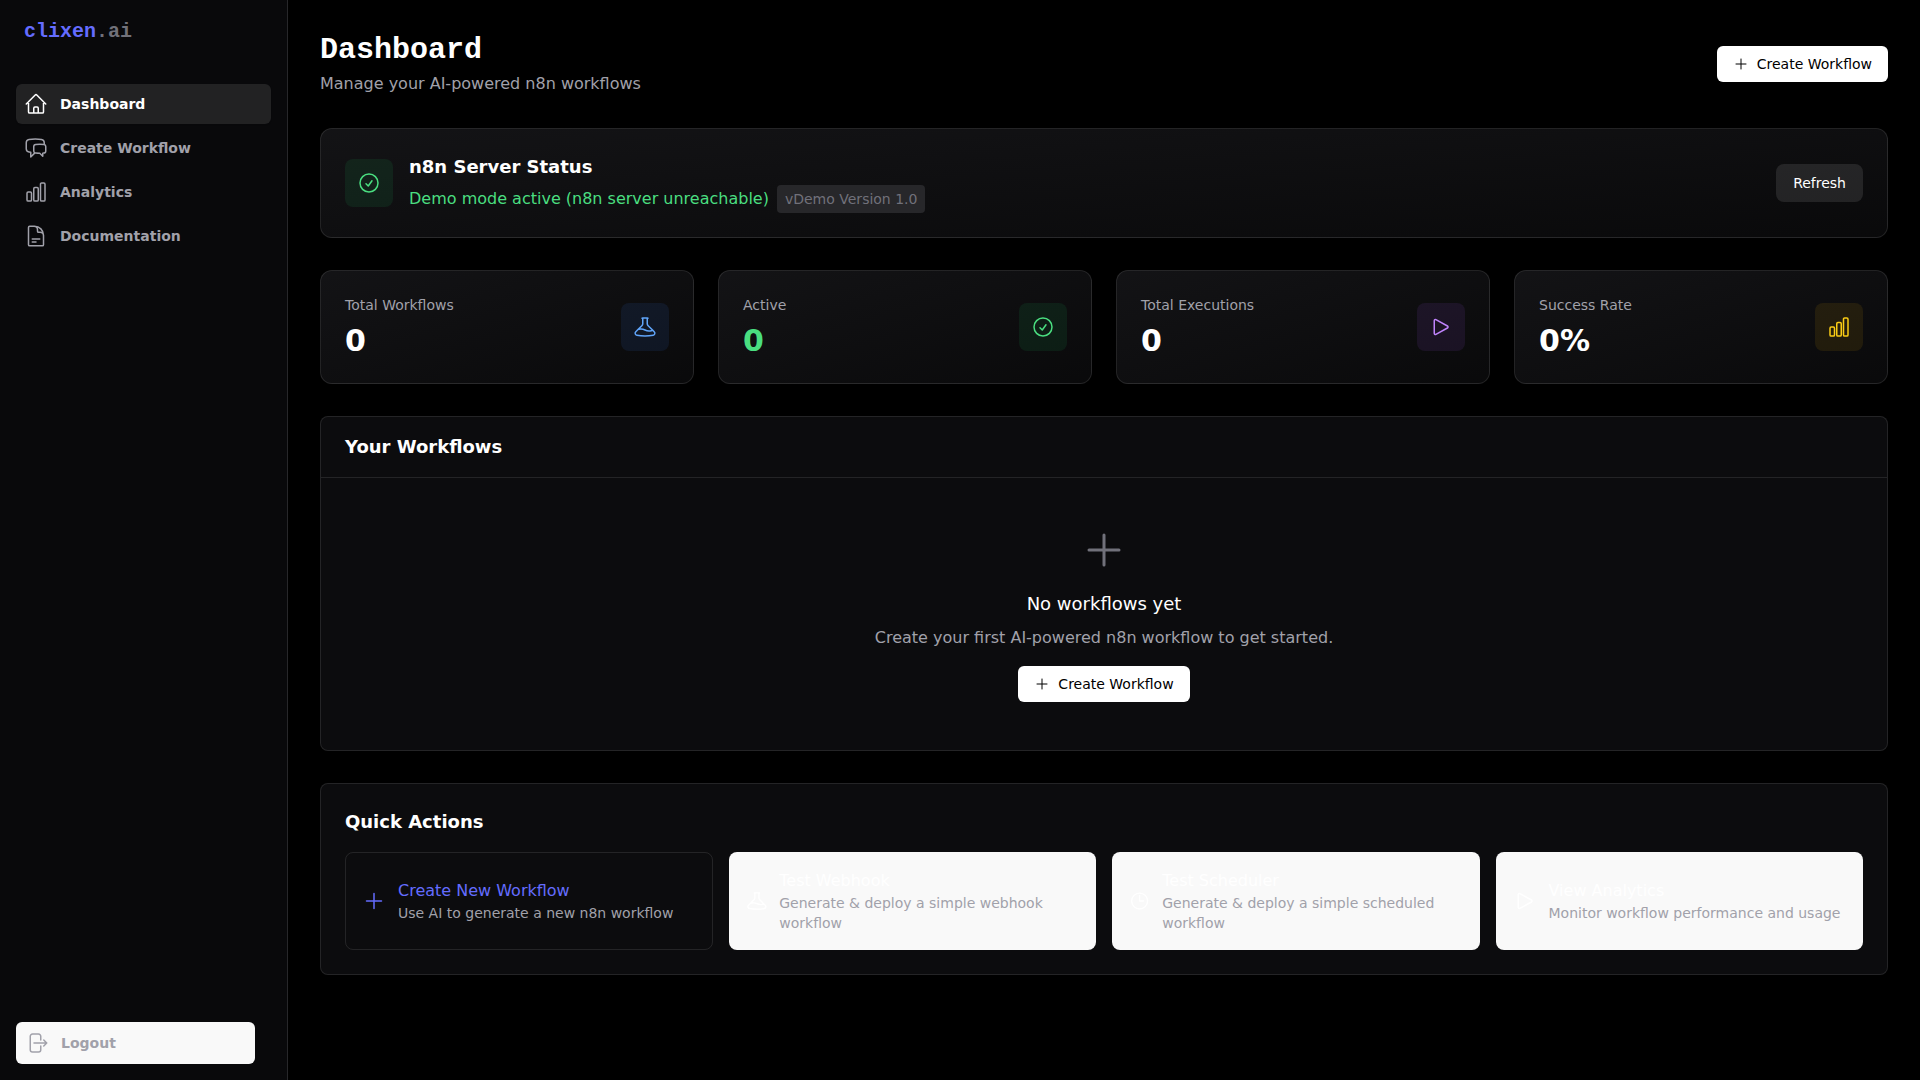 clixen.ai
Dashboard
Create Workflow
Analytics
Documentation
Logout
Dashboard
Manage your AI-powered n8n workflows
Create Workflow
n8n Server Status
Demo mode active (n8n server unreachable)
vDemo Version 1.0
Refresh
Total Workflows
0
Active
0
Total Executions
0
Success Rate
0%
Your Workflows
No workflows yet
Create your first AI-powered n8n workflow to get started.
Create Workflow
Quick Actions
Create New Workflow
Use AI to generate a new n8n workflow
Test Webhook
Generate & deploy a simple webhook
workflow
Test Scheduler
Generate & deploy a simple scheduled
workflow
View Analytics
Monitor workflow performance and usage